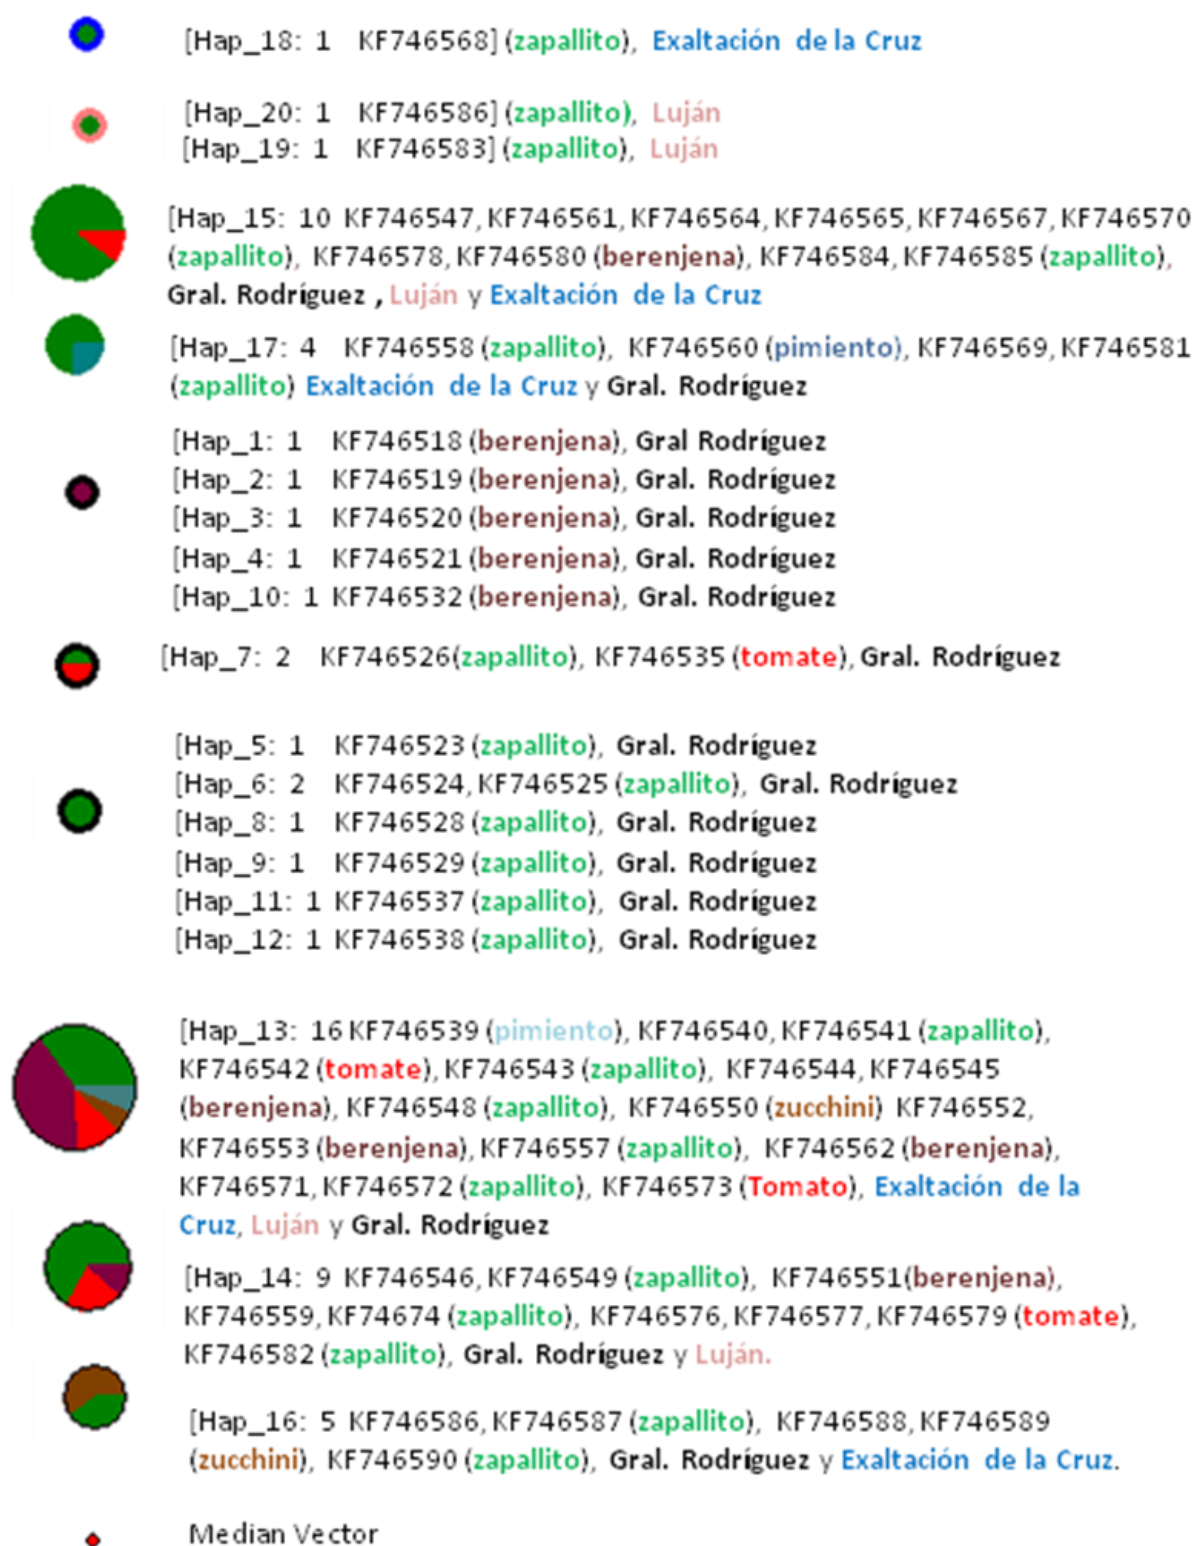 [Hap_18: 1 KF746568] (zapallito), Exaltación de la Cruz
[Hap_20: 1 KF746586] (zapallito), Luján
[Hap_19: 1 KF746583] (zapallito), Luján
[Hap_15: 10 KF746547, KF746561, KF746564, KF746565, KF746567, KF746570
(zapallito), KF746578, KF746580 (berenjena), KF746584, KF746585 (zapallito),
Gral. Rodríguez , Luján y Exaltación de la Cruz
[Hap_17: 4 KF746558 (zapallito), KF746560 (pimiento), KF746569, KF746581
(zapallito) Exaltación de la Cruz y Gral. Rodríguez
[Hap_1: 1 KF746518 (berenjena), Gral Rodríguez
[Hap_2: 1 KF746519 (berenjena), Gral. Rodríguez
[Hap_3: 1 KF746520 (berenjena), Gral. Rodríguez
[Hap_4: 1 KF746521 (berenjena), Gral. Rodríguez
[Hap_10: 1 KF746532 (berenjena), Gral. Rodríguez
[Hap_7: 2 KF746526(zapallito), KF746535 (tomate), Gral. Rodríguez
[Hap_5: 1 KF746523 (zapallito), Gral. Rodríguez
[Hap_6: 2 KF746524, KF746525 (zapallito), Gral. Rodríguez
[Hap_8: 1 KF746528 (zapallito), Gral. Rodríguez
[Hap_9: 1 KF746529 (zapallito), Gral. Rodríguez
[Hap_11: 1 KF746537 (zapallito), Gral. Rodríguez
[Hap_12: 1 KF746538 (zapallito), Gral. Rodríguez
[Hap_13: 16 KF746539 (pimiento), KF746540, KF746541 (zapallito),
KF746542 (tomate), KF746543 (zapallito), KF746544, KF746545
(berenjena), KF746548 (zapallito), KF746550 (zucchini) KF746552,
KF746553 (berenjena), KF746557 (zapallito), KF746562 (berenjena),
KF746571, KF746572 (zapallito), KF746573 (Tomato), Exaltación de la
Cruz, Luján y Gral. Rodríguez
[Hap_14: 9 KF746546, KF746549 (zapallito), KF746551(berenjena),
KF746559, KF74674 (zapallito), KF746576, KF746577, KF746579 (tomate),
KF746582 (zapallito), Gral. Rodríguez y Luján.
[Hap_16: 5 KF746586, KF746587 (zapallito), KF746588, KF746589
(zucchini), KF746590 (zapallito), Gral. Rodríguez y Exaltación de la Cruz.
Median Vector